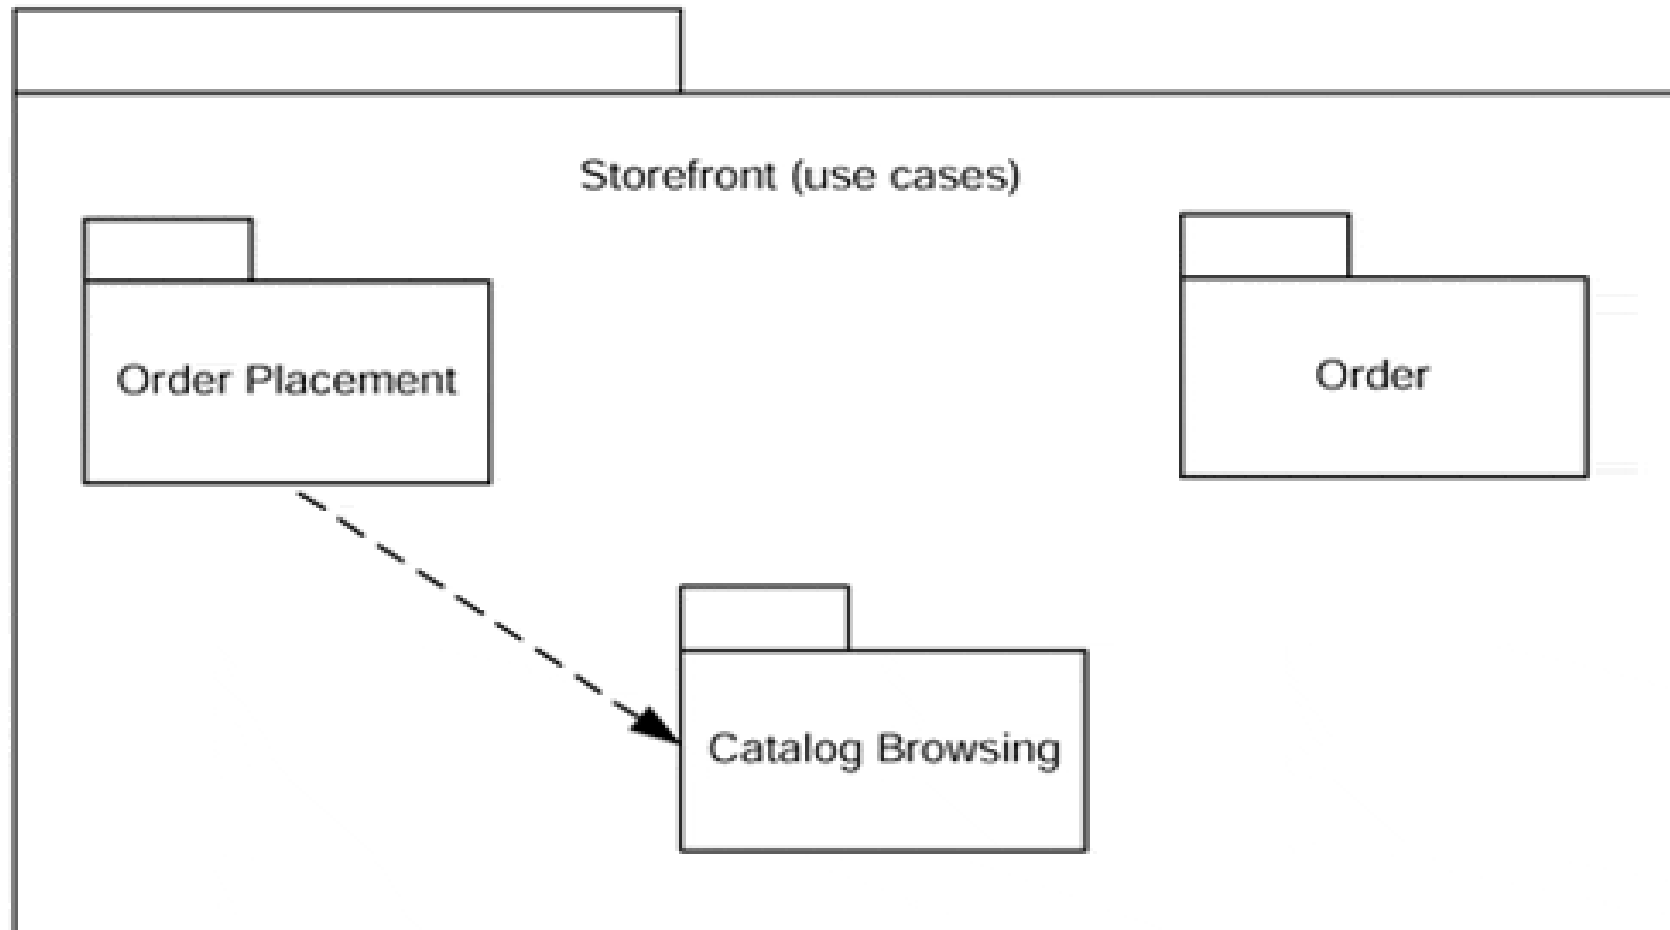 Storefront (use cases)
Order Placement
Order
Catalog Browsing